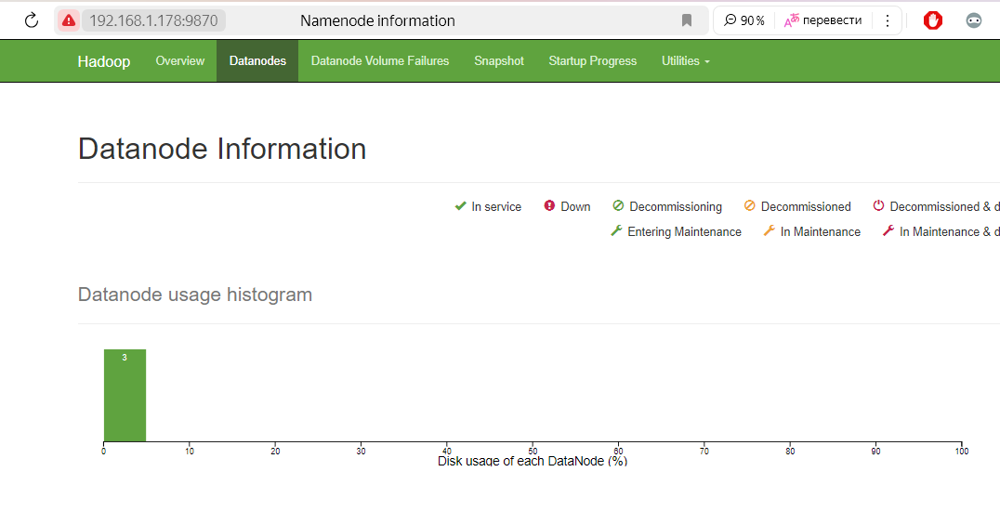 192.168.1.178:9870 Namenode information 90 % перевести
Hadoop Overview Datanodes Datanode Volume Failures Snapshot Startup Progress Utilities
Datanode Information
In service Down Decommissioning Decommissioned Decommissioned & d
Entering Maintenance In Maintenance In Maintenance & d
Datanode usage histogram
3
0 10 20 30 40 50 60 70 80 90 100
Disk usage of each DataNode (%)